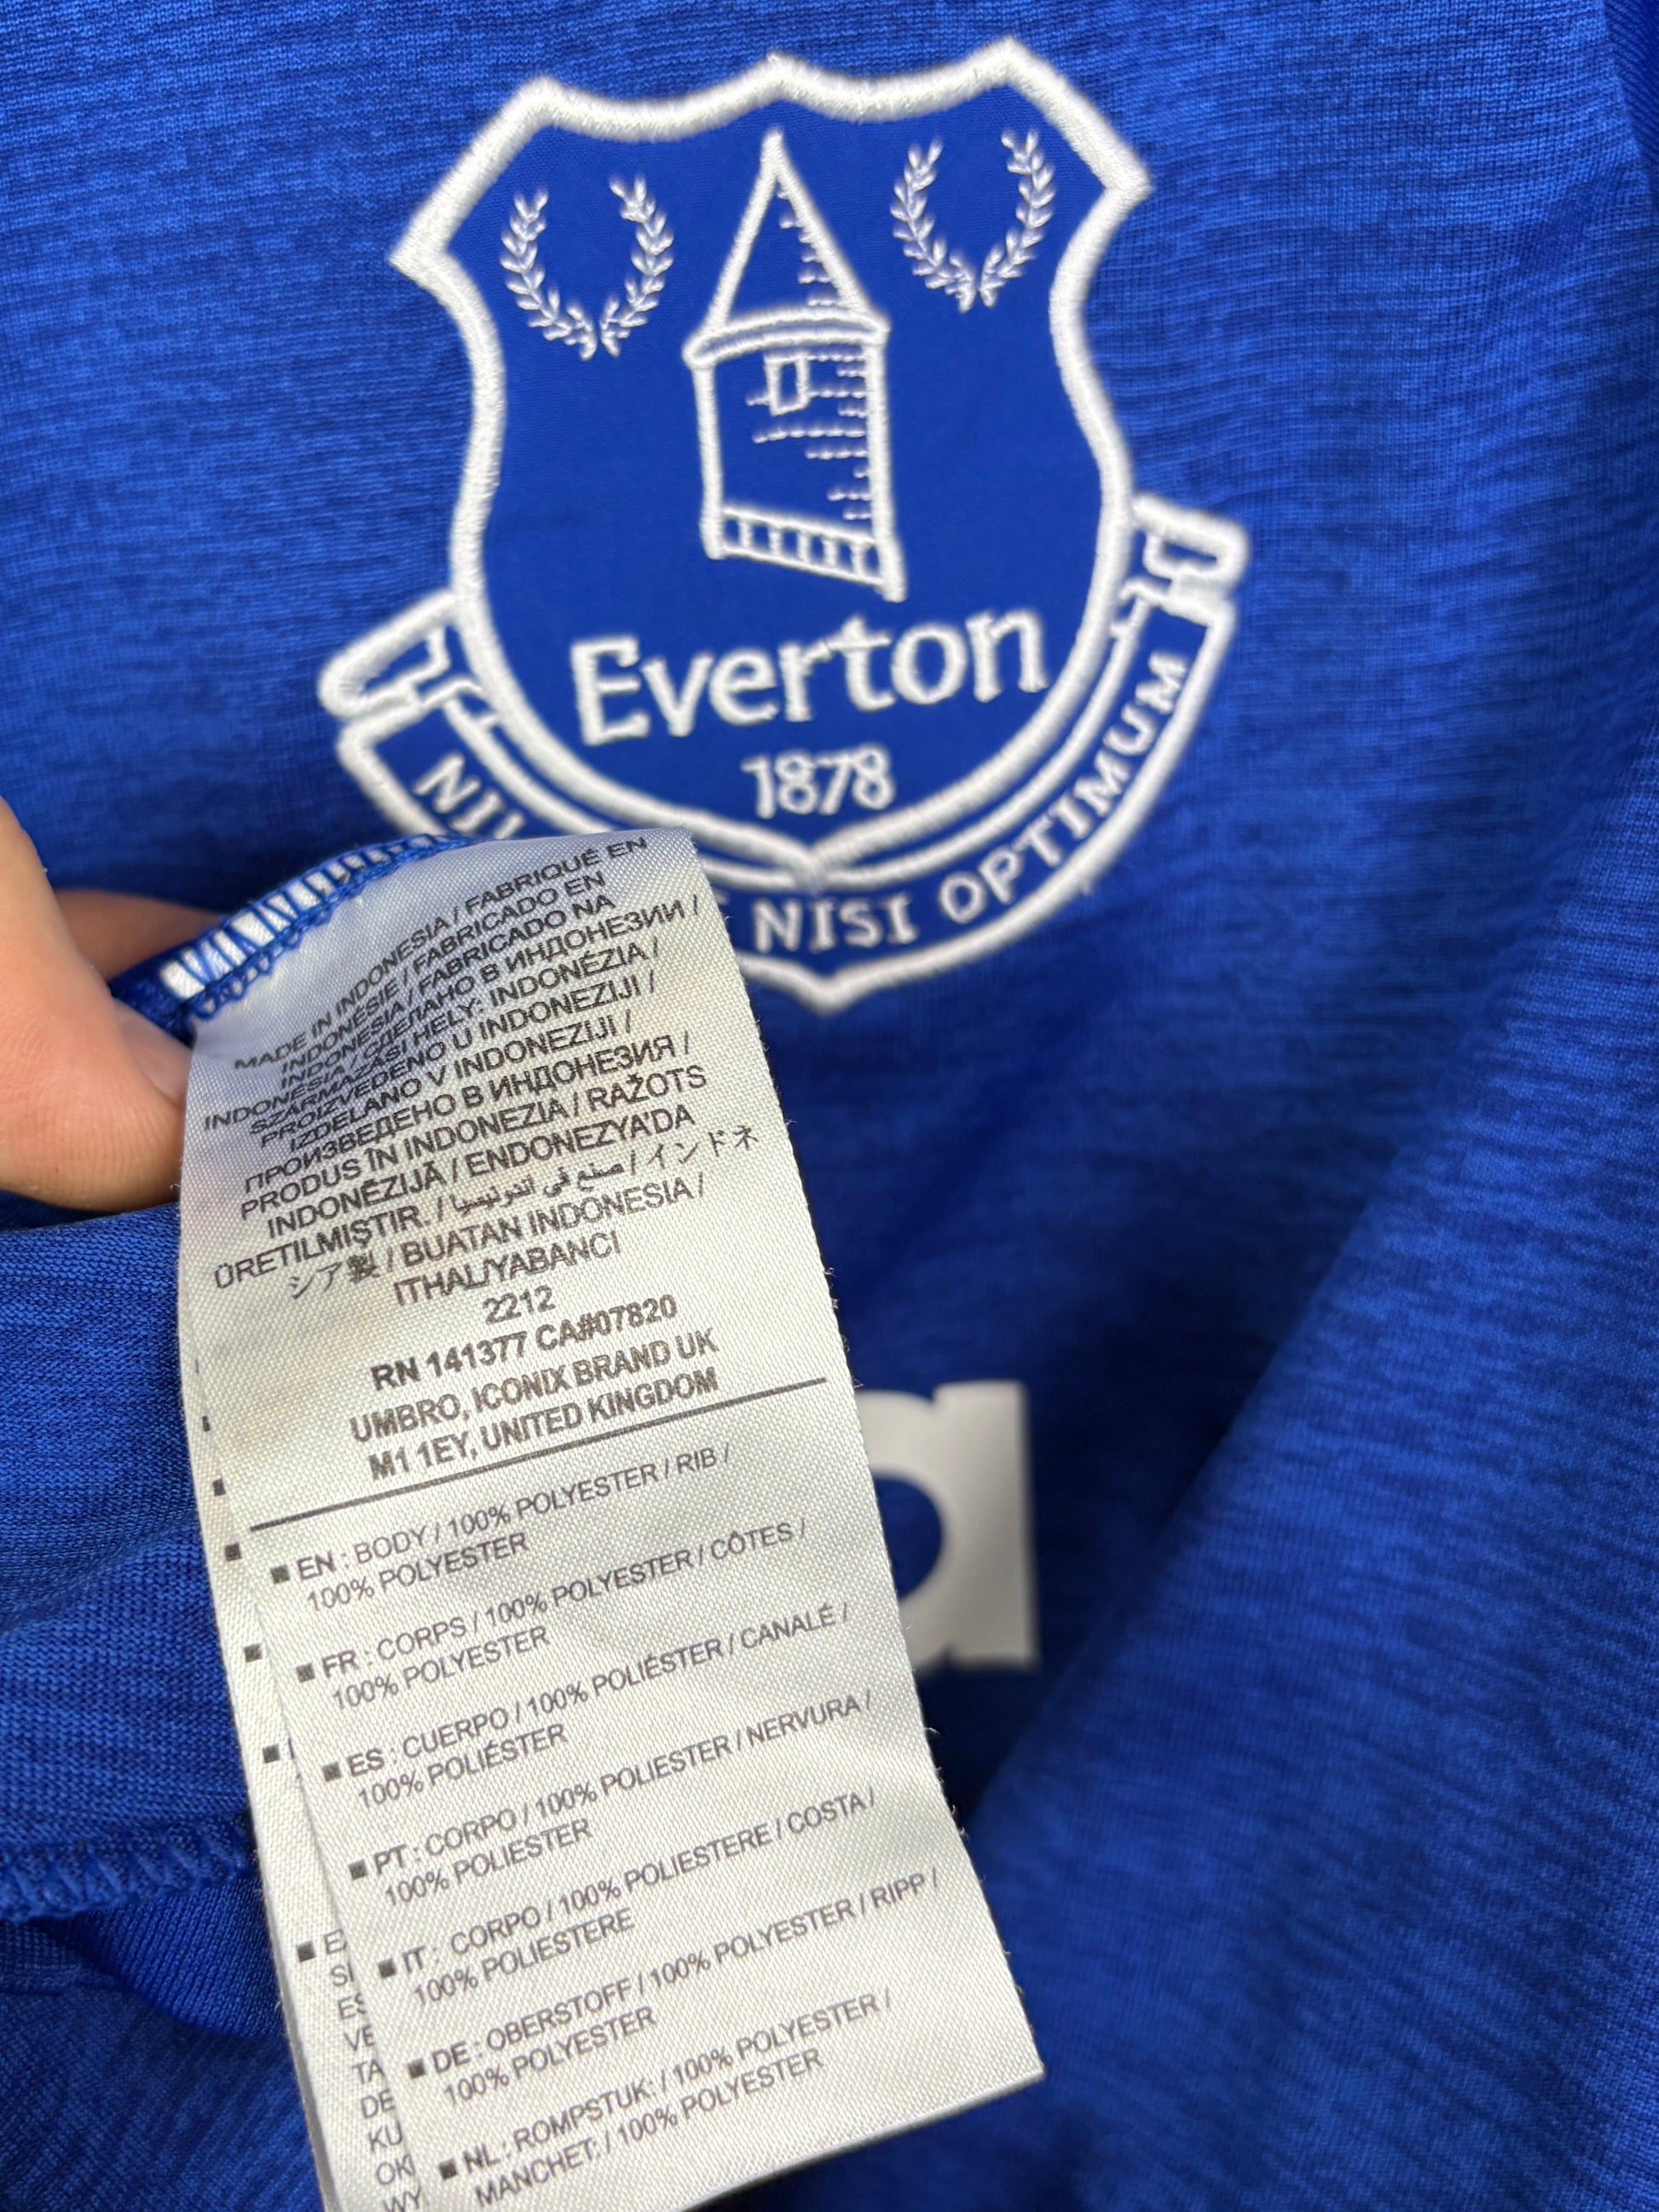 Everton
1878
NISI OPTIMUM
MADE IN INDONESIA / FABRIQUÉ EN
INDONÉSIE / FABRICADO EN
INDONESIA / FABRICADO NA
INDONÉSIA / СДЕЛАНО В ИНДОНЕЗИИ /
SZÁRMAZÁSI HELY: INDONÉZIA /
PROIZVEDENO U INDONEZIJI /
IZDELANO V INDONEZIJI /
ПРОИЗВЕДЕНО В ИНДОНЕЗИЯ /
PRODUS ÎN INDONEZIA / RAŽOTS
INDONĒZIJĀ / ENDONEZYA'DA
ÜRETILMIŞTIR. / صنع في اندونيسيا / インドネ
シア製 / BUATAN INDONESIA /
ITHAL/YABANCI
2212
RN 141377 CA#07820
UMBRO, ICONIX BRAND UK
M1 1EY, UNITED KINGDOM
EN : BODY / 100% POLYESTER / RIB /
100% POLYESTER
FR : CORPS / 100% POLYESTER / CÔTES /
100% POLYESTER
ES : CUERPO / 100% POLIÉSTER / CANALÉ /
100% POLIÉSTER
PT : CORPO / 100% POLIESTER / NERVURA /
100% POLIESTER
IT : CORPO / 100% POLIESTERE / COSTA /
100% POLIESTERE
DE : OBERSTOFF / 100% POLYESTER / RIPP /
100% POLYESTER
NL : ROMPSTUK: / 100% POLYESTER /
MANCHET: / 100% POLYESTER